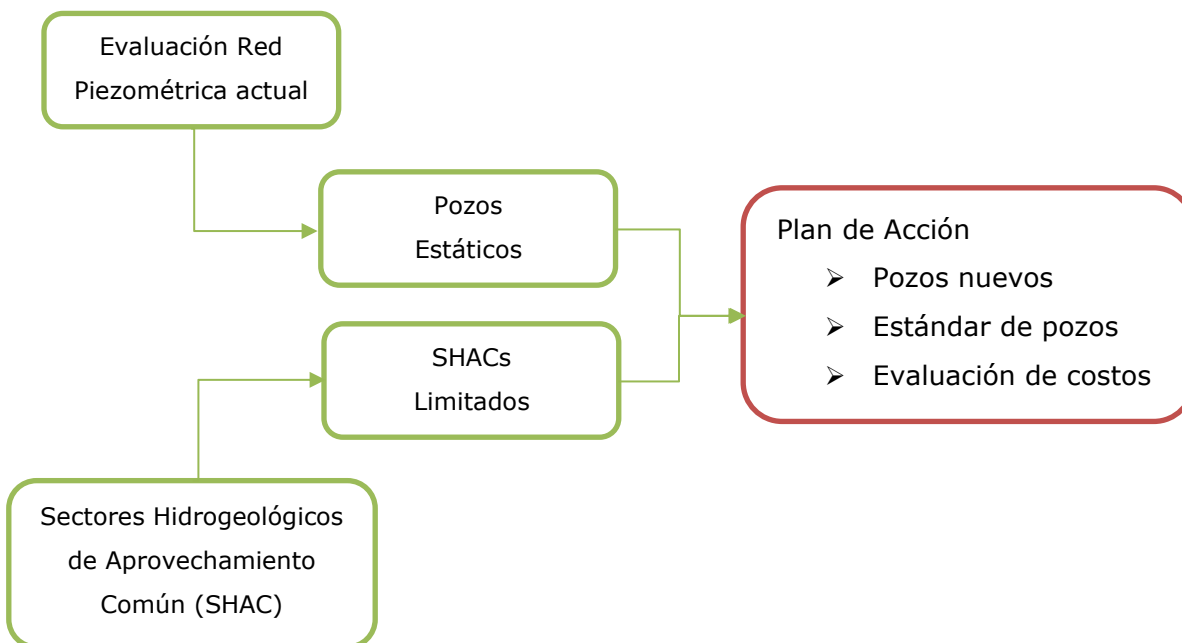 Evaluación Red
Piezométrica actual
Pozos
Estáticos
SHACs
Limitados
Sectores Hidrogeológicos
de Aprovechamiento
Común (SHAC)
Plan de Acción
➢ Pozos nuevos
➢ Estándar de pozos
➢ Evaluación de costos